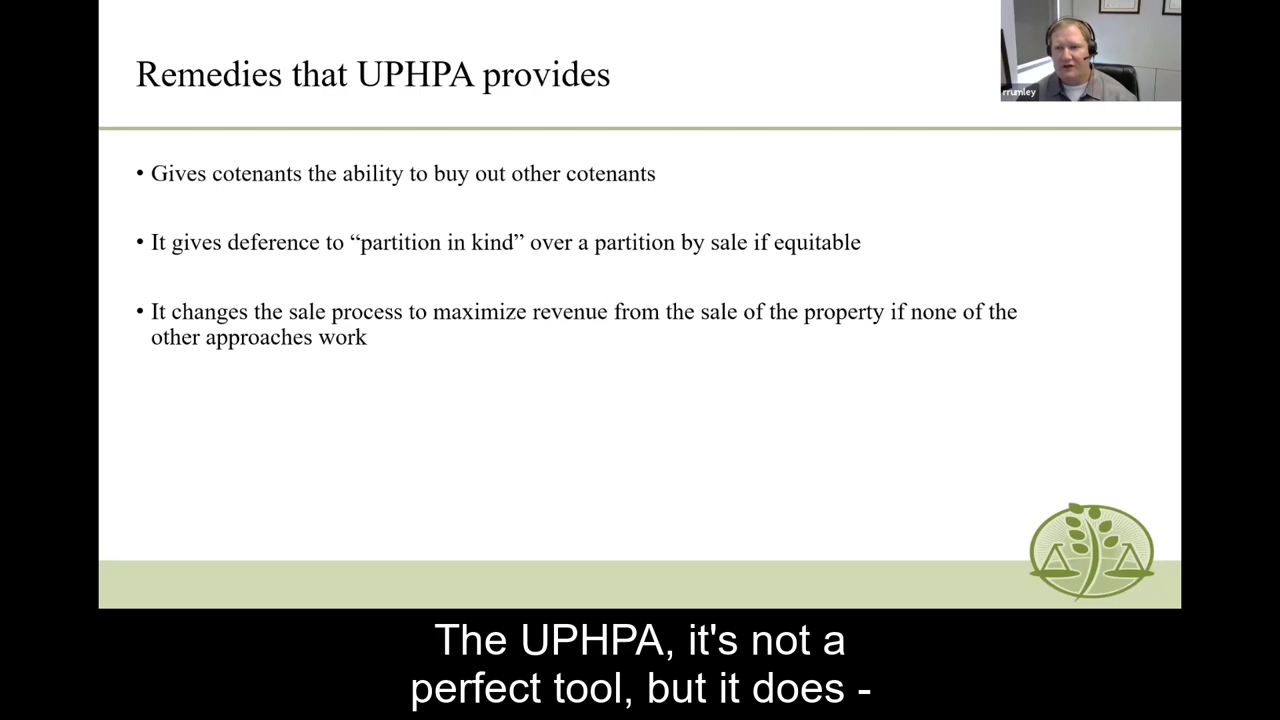 Remedies that UPHPA provides
rrumley
• Gives cotenants the ability to buy out other cotenants
• It gives deference to “partition in kind” over a partition by sale if equitable
• It changes the sale process to maximize revenue from the sale of the property if none of the
other approaches work
The UPHPA, it's not a
perfect tool, but it does -